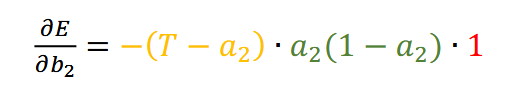 ∂E/∂b₂ = −(T − a₂) · a₂(1 − a₂) · 1